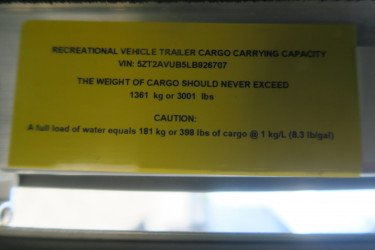 RECREATIONAL VEHICLE TRAILER CARGO CARRYING CAPACITY
VIN: 5ZT2AVUB5LB926707
THE WEIGHT OF CARGO SHOULD NEVER EXCEED
1361 kg or 3001 lbs
CAUTION:
A full load of water equals 181 kg or 398 lbs of cargo @ 1 kg/L (8.3 lb/gal)